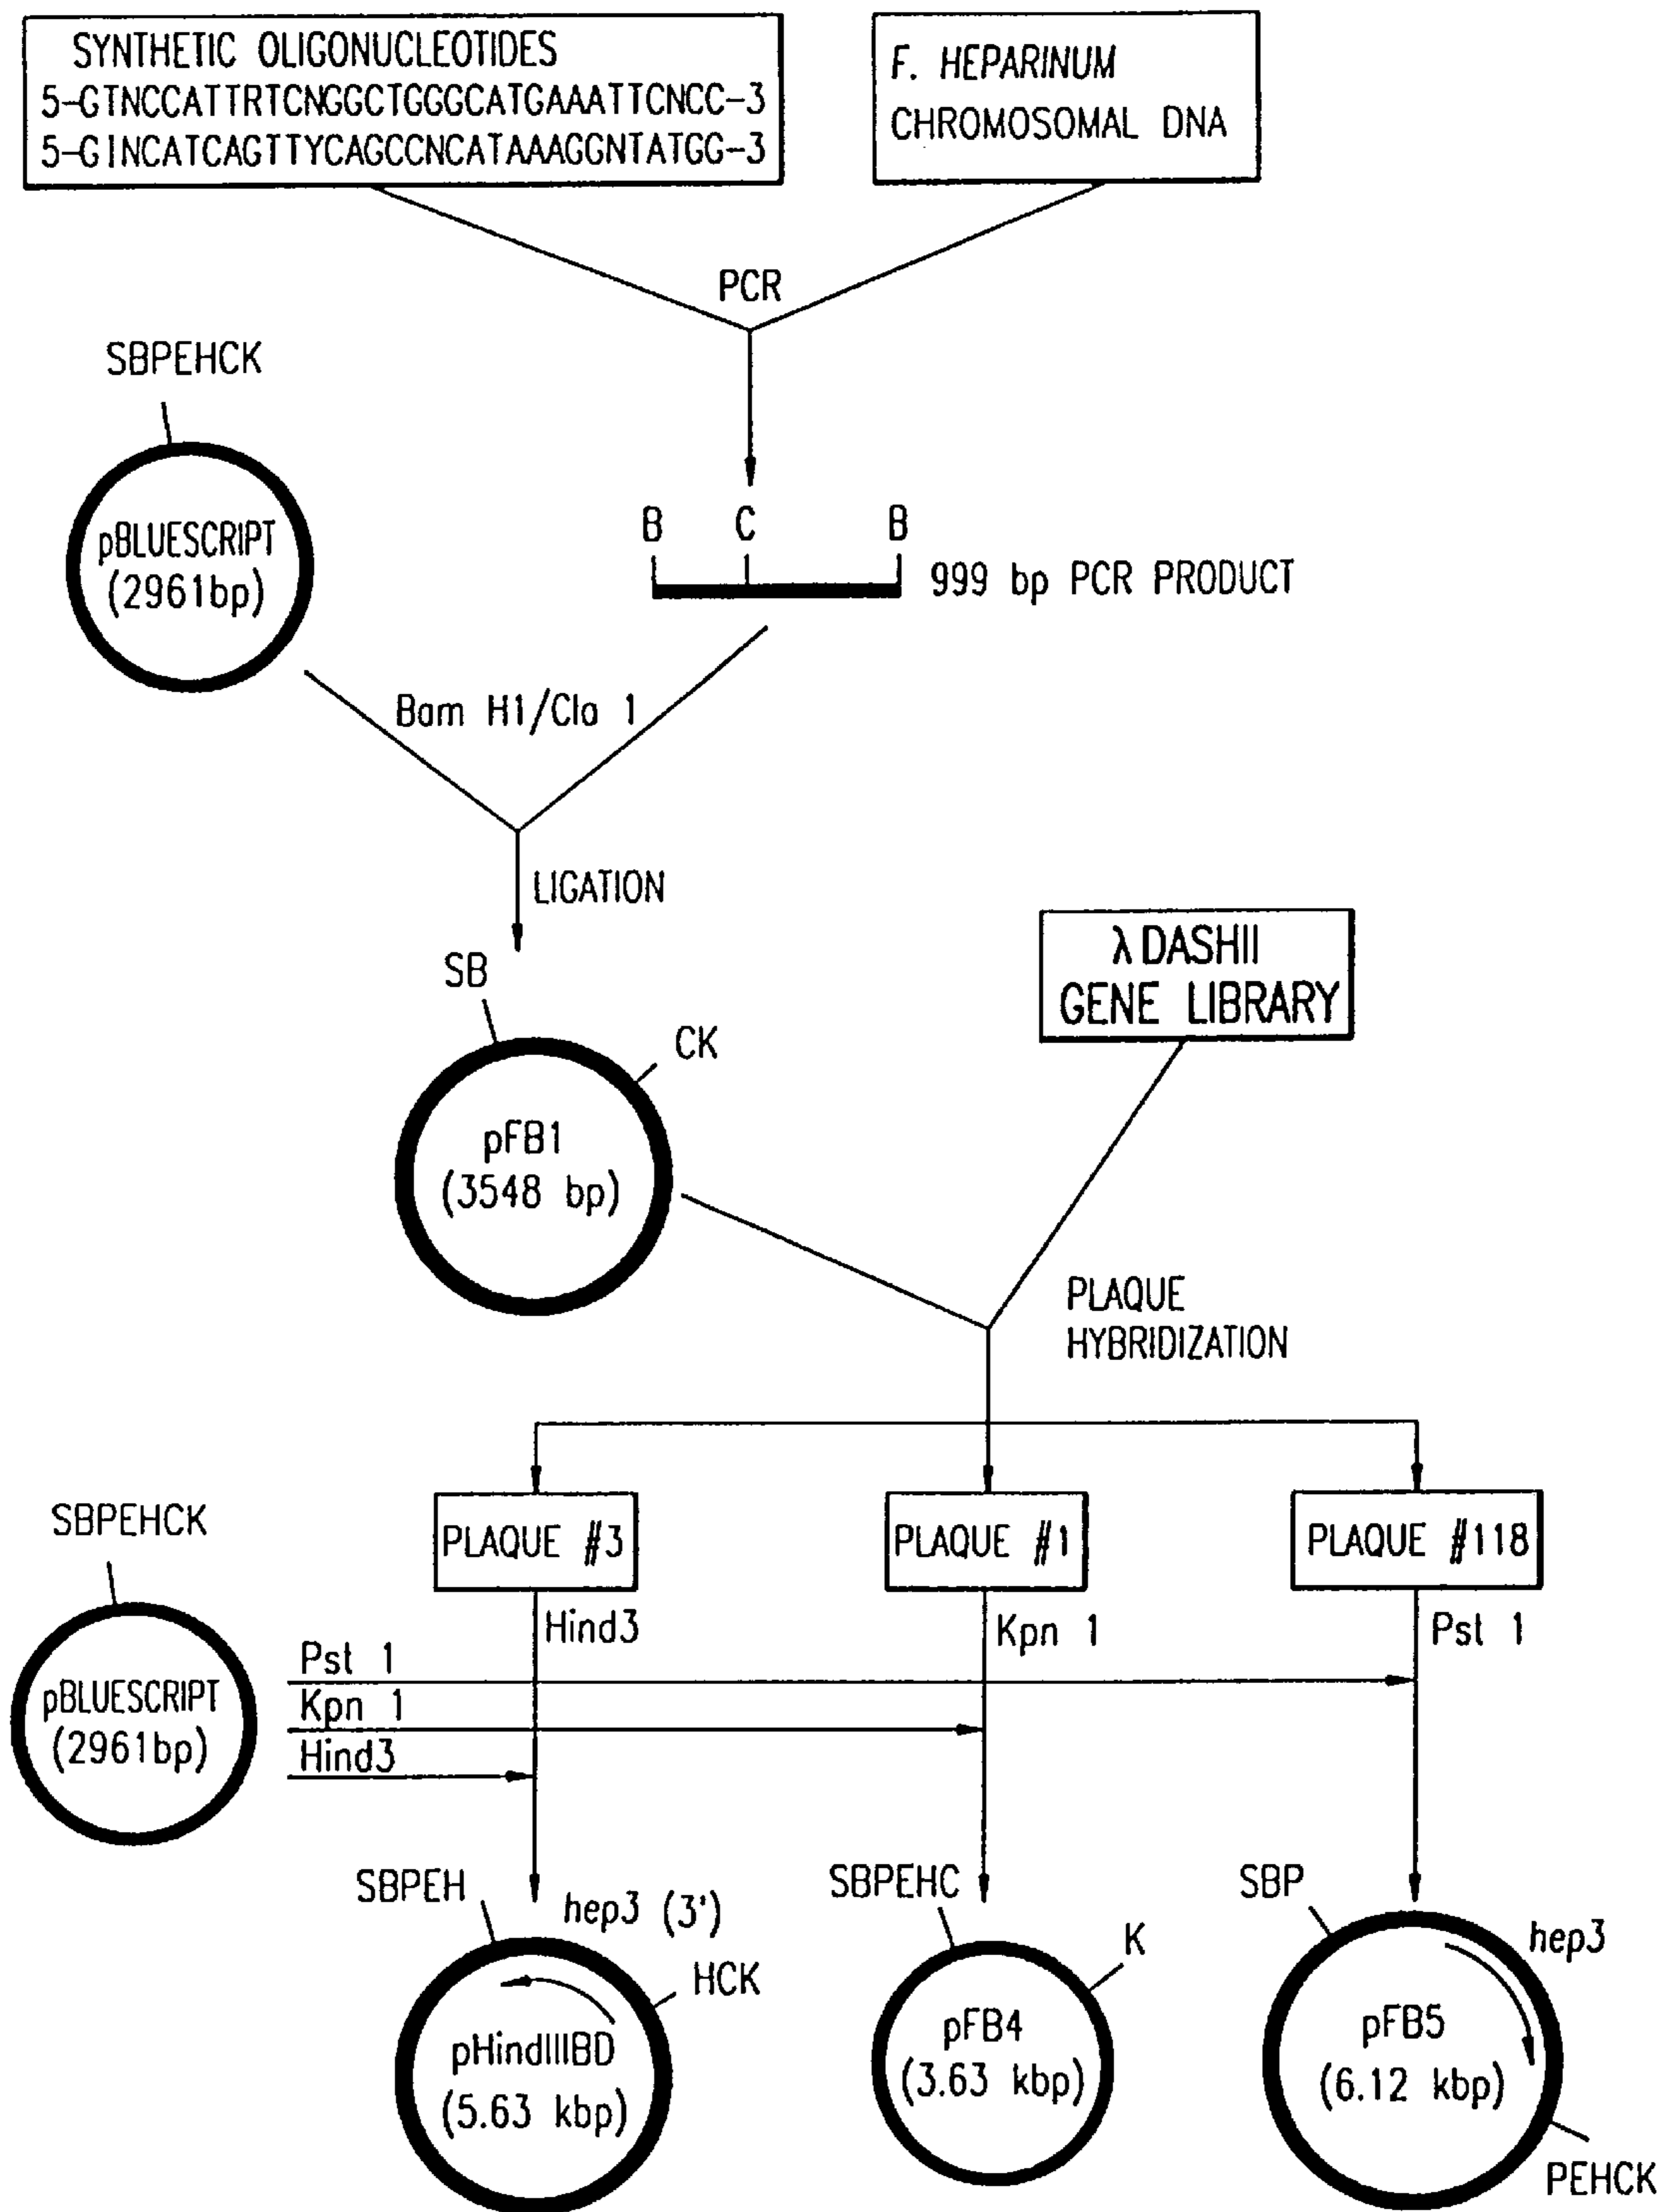 SYNTHETIC OLIGONUCLEOTIDES
5-GTNCCATTRTCNGGCTGGGCATGAAATTCNCC-3
5-GINCATCAGTTYCAGCCNCATAAAGGNTATGG-3
F. HEPARINUM
CHROMOSOMAL DNA
PCR
SBPEHCK
pBLUESCRIPT
(2961bp)
B C B
999 bp PCR PRODUCT
Bam H1/Cla 1
LIGATION
SB
CK
pFB1
(3548 bp)
λ DASHII
GENE LIBRARY
PLAQUE
HYBRIDIZATION
PLAQUE #3
PLAQUE #1
PLAQUE #118
SBPEHCK
pBLUESCRIPT
(2961bp)
Hind3
Kpn 1
Pst 1
Pst 1
Kpn 1
Hind3
SBPEH
hep3 (3')
HCK
pHindIIIBD
(5.63 kbp)
SBPEHC
K
pFB4
(3.63 kbp)
SBP
hep3
pFB5
(6.12 kbp)
PEHCK